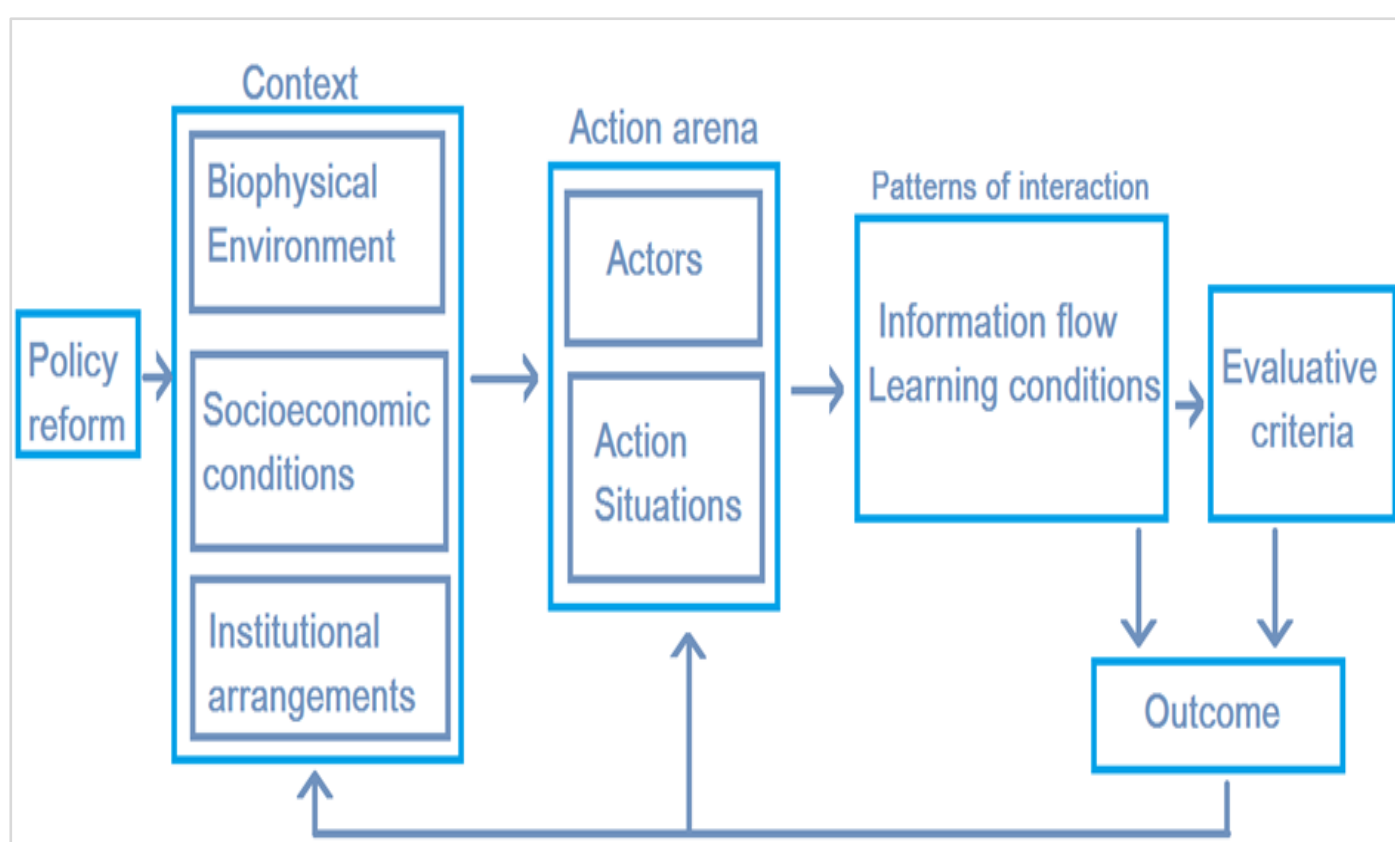 Context
Biophysical
Environment
Policy
reform
Socioeconomic
conditions
Institutional
arrangements
Action arena
Actors
Action
Situations
Patterns of interaction
Information flow
Learning conditions
Evaluative
criteria
Outcome